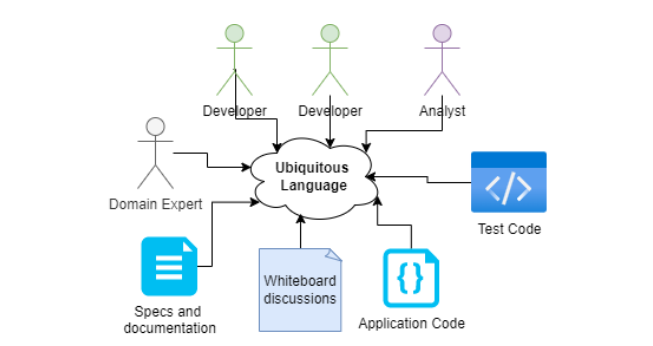 Developer
Developer
Analyst
Domain Expert
Ubiquitous
Language
Test Code
Specs and
documentation
Whiteboard
discussions
Application Code